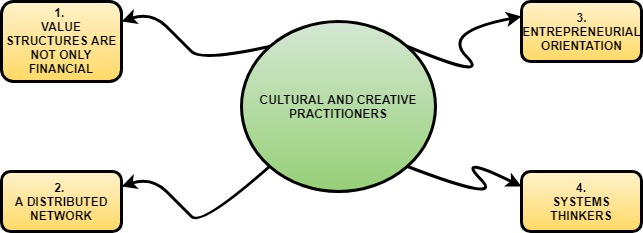 1.
VALUE
STRUCTURES ARE
NOT ONLY
FINANCIAL
3.
ENTREPRENEURIAL
ORIENTATION
CULTURAL AND CREATIVE
PRACTITIONERS
2.
A DISTRIBUTED
NETWORK
4.
SYSTEMS
THINKERS